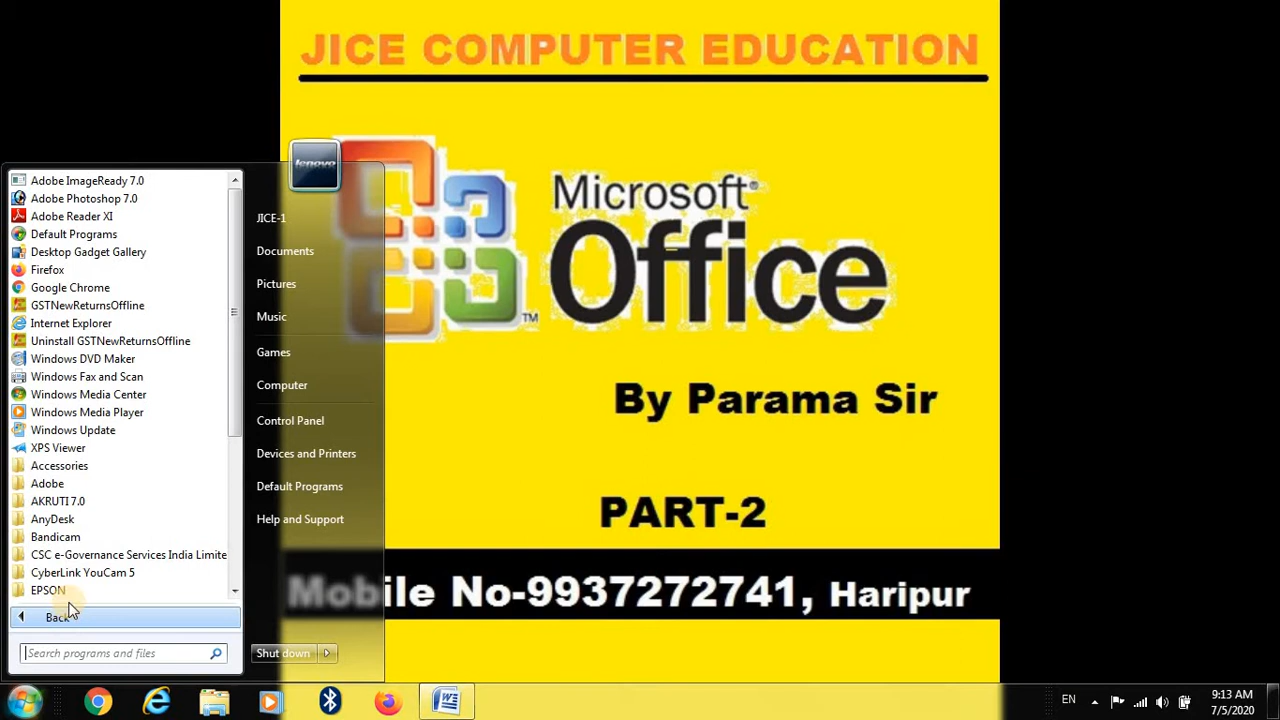 JICE COMPUTER EDUCATION
Microsoft®
Office™
By Parama Sir
PART-2
Mobile No-9937272741, Haripur
lenovo
Adobe ImageReady 7.0
Adobe Photoshop 7.0
Adobe Reader XI
Default Programs
Desktop Gadget Gallery
Firefox
Google Chrome
GSTNewReturnsOffline
Internet Explorer
Uninstall GSTNewReturnsOffline
Windows DVD Maker
Windows Fax and Scan
Windows Media Center
Windows Media Player
Windows Update
XPS Viewer
Accessories
Adobe
AKRUTI 7.0
AnyDesk
Bandicam
CSC e-Governance Services India Limite
CyberLink YouCam 5
EPSON
Back
Search programs and files
JICE-1
Documents
Pictures
Music
Games
Computer
Control Panel
Devices and Printers
Default Programs
Help and Support
Shut down
EN
9:13 AM
7/5/2020